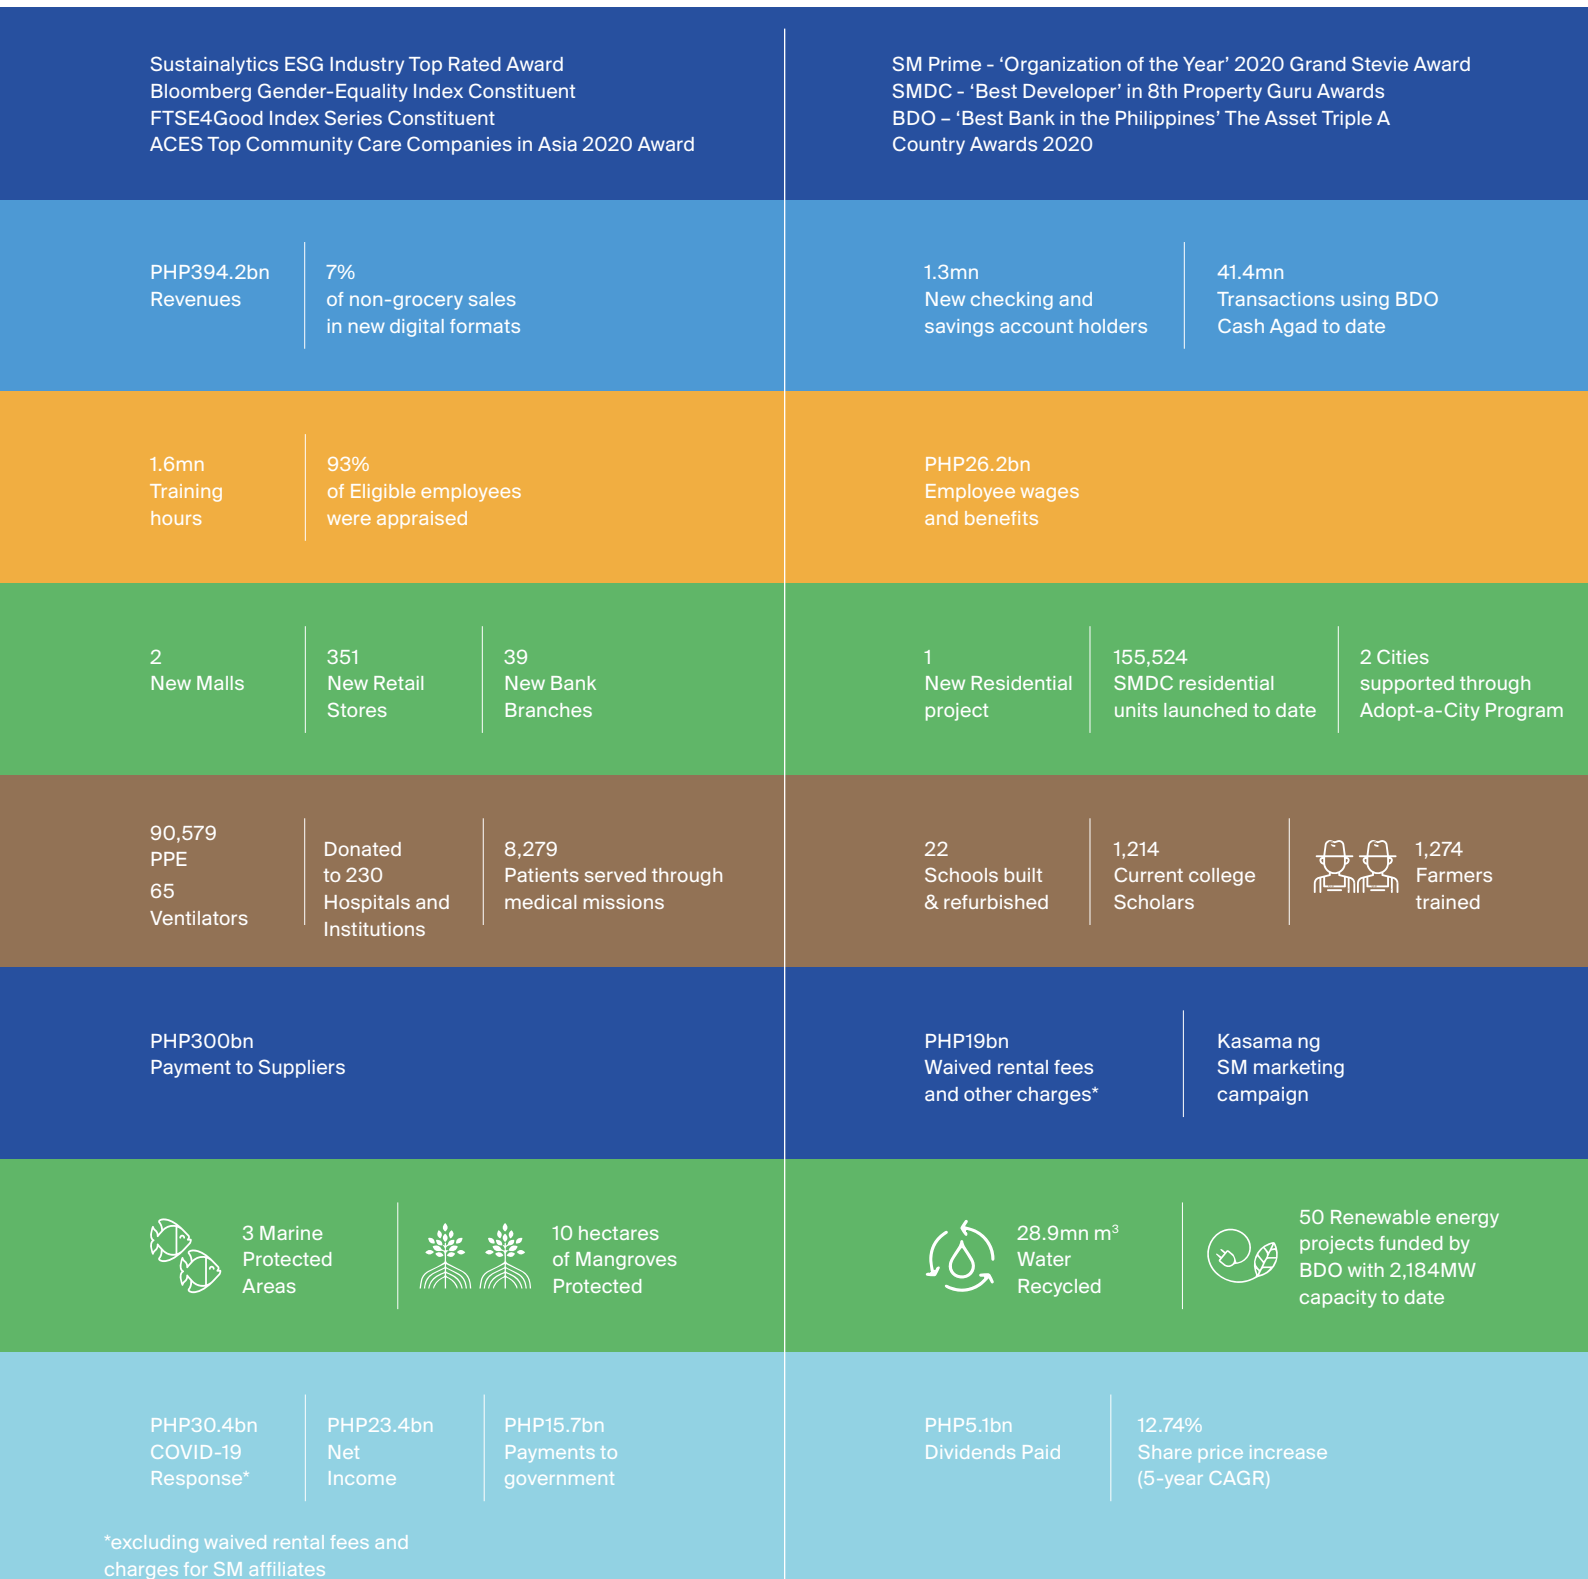 Sustainalytics ESG Industry Top Rated Award
Bloomberg Gender-Equality Index Constituent
FTSE4Good Index Series Constituent
ACES Top Community Care Companies in Asia 2020 Award
SM Prime - ‘Organization of the Year’ 2020 Grand Stevie Award
SMDC - ‘Best Developer’ in 8th Property Guru Awards
BDO – ‘Best Bank in the Philippines’ The Asset Triple A
Country Awards 2020
PHP394.2bn
Revenues
7%
of non-grocery sales
in new digital formats
1.3mn
New checking and
savings account holders
41.4mn
Transactions using BDO
Cash Agad to date
1.6mn
Training
hours
93%
of Eligible employees
were appraised
PHP26.2bn
Employee wages
and benefits
2
New Malls
351
New Retail
Stores
39
New Bank
Branches
1
New Residential
project
155,524
SMDC residential
units launched to date
2 Cities
supported through
Adopt-a-City Program
90,579
PPE
65
Ventilators
Donated
to 230
Hospitals and
Institutions
8,279
Patients served through
medical missions
22
Schools built
& refurbished
1,214
Current college
Scholars
1,274
Farmers
trained
PHP300bn
Payment to Suppliers
PHP19bn
Waived rental fees
and other charges*
Kasama ng
SM marketing
campaign
3 Marine
Protected
Areas
10 hectares
of Mangroves
Protected
28.9mn m³
Water
Recycled
50 Renewable energy
projects funded by
BDO with 2,184MW
capacity to date
PHP30.4bn
COVID-19
Response*
PHP23.4bn
Net
Income
PHP15.7bn
Payments to
government
PHP5.1bn
Dividends Paid
12.74%
Share price increase
(5-year CAGR)
*excluding waived rental fees and
charges for SM affiliates